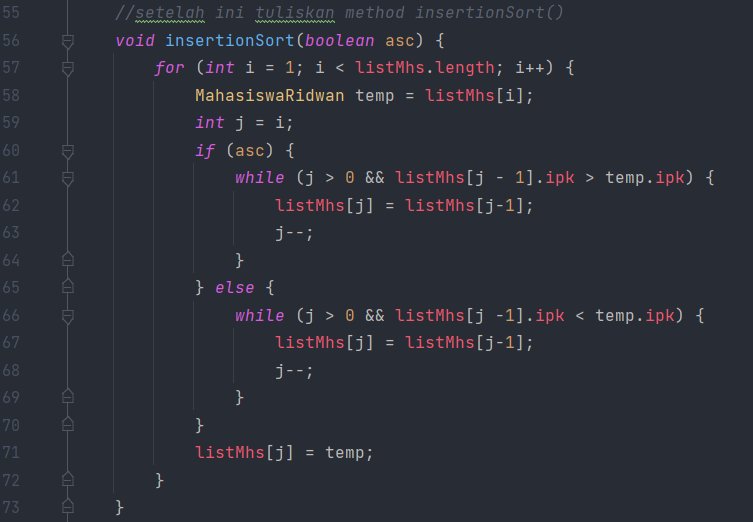 55 //setelah ini tuliskan method insertionSort()
56 void insertionSort(boolean asc) {
57 for (int i = 1; i < listMhs.length; i++) {
58 MahasiswaRidwan temp = listMhs[i];
59 int j = i;
60 if (asc) {
61 while (j > 0 && listMhs[j - 1].ipk > temp.ipk) {
62 listMhs[j] = listMhs[j-1];
63 j--;
64 }
65 } else {
66 while (j > 0 && listMhs[j -1].ipk < temp.ipk) {
67 listMhs[j] = listMhs[j-1];
68 j--;
69 }
70 }
71 listMhs[j] = temp;
72 }
73 }